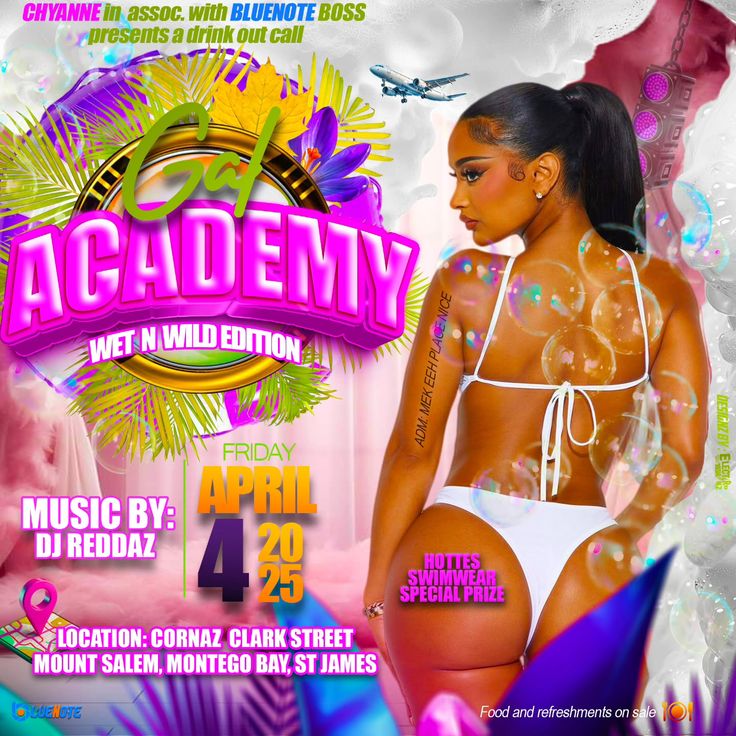 CHYANNE in assoc. with BLUENOTE BOSS
presents a drink out call
Gal
ACADEMY
WET N WILD EDITION
ADM: MEK EEH PLACE NICE
FRIDAY
APRIL
4 20
25
MUSIC BY:
DJ REDDAZ
HOTTES
SWIMWEAR
SPECIAL PRIZE
LOCATION: CORNAZ CLARK STREET
MOUNT SALEM, MONTEGO BAY, ST JAMES
Food and refreshments on sale